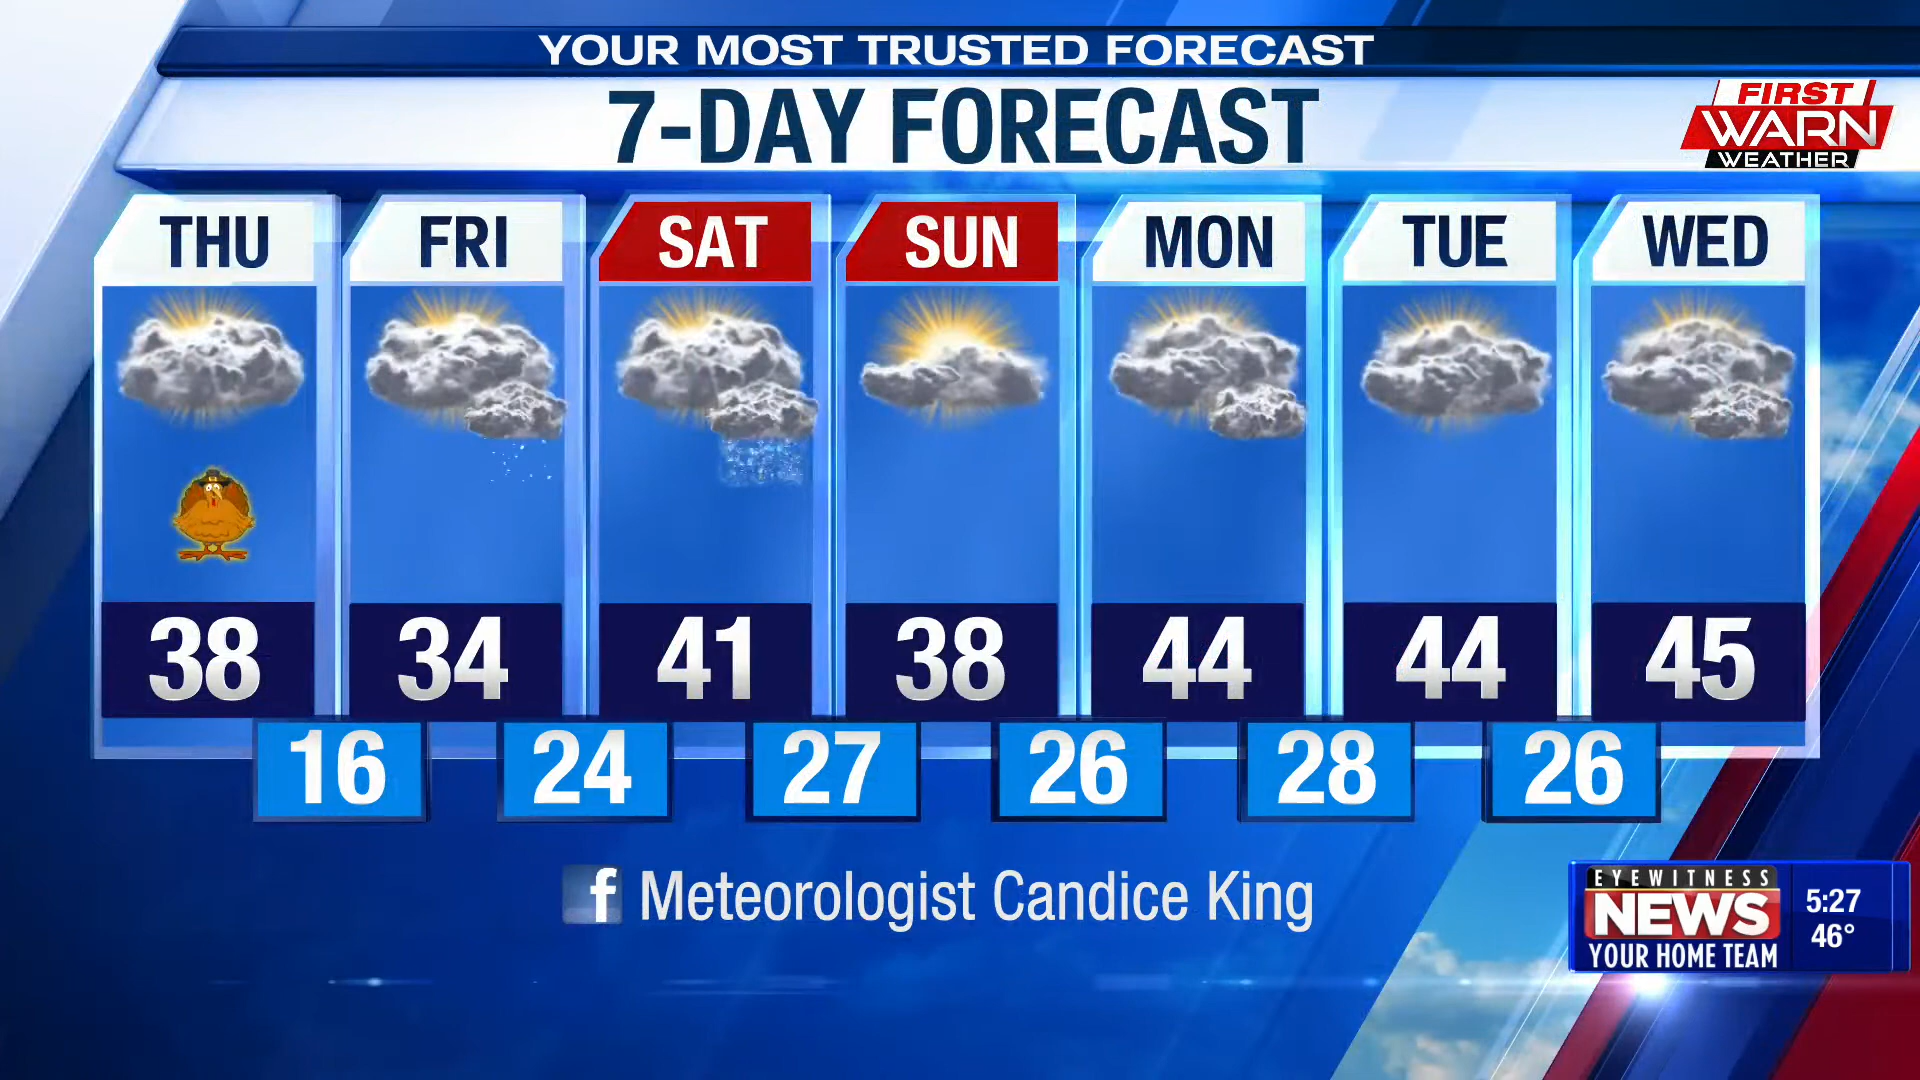 YOUR MOST TRUSTED FORECAST
7-DAY FORECAST
FIRST
WARN
WEATHER
THU FRI SAT SUN MON TUE WED
38 34 41 38 44 44 45
16 24 27 26 28 26
f Meteorologist Candice King
EYEWITNESS
NEWS
YOUR HOME TEAM
5:27
46°